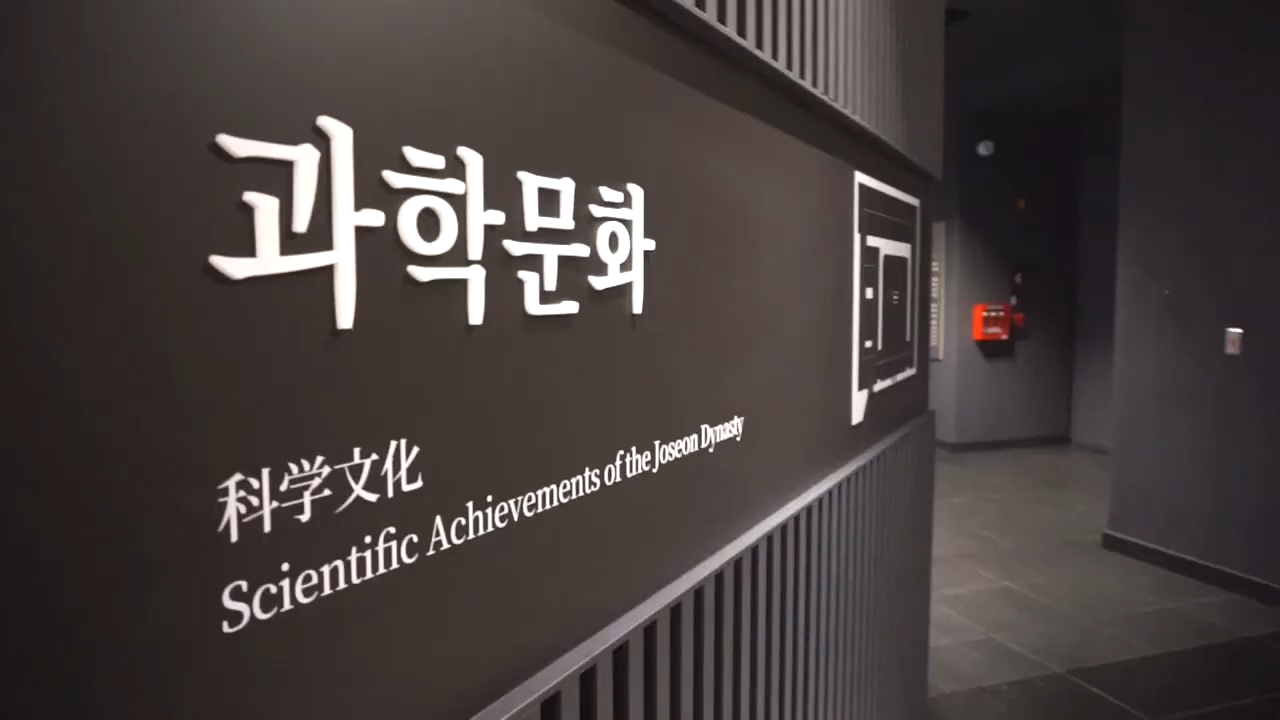 과학문화
科学文化
Scientific Achievements of the Joseon Dynasty